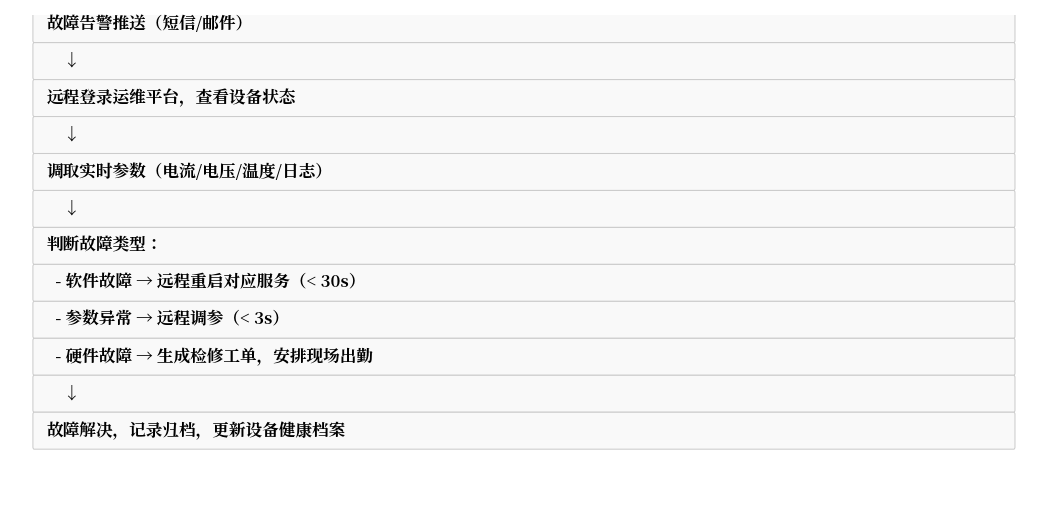 故障告警推送（短信/邮件）
↓
远程登录运维平台，查看设备状态
↓
调取实时参数（电流/电压/温度/日志）
↓
判断故障类型：
- 软件故障 → 远程重启对应服务（< 30s）
- 参数异常 → 远程调参（< 3s）
- 硬件故障 → 生成检修工单，安排现场出勤
↓
故障解决，记录归档，更新设备健康档案